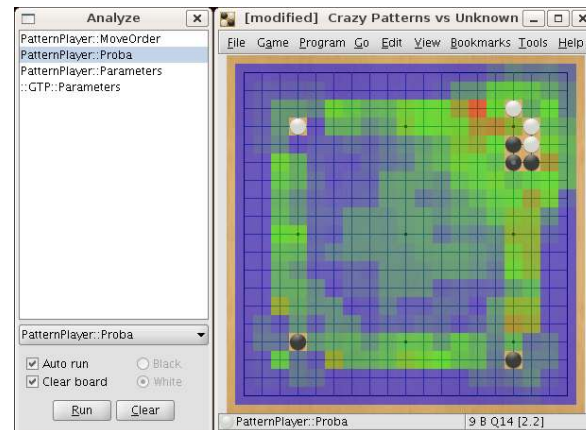 Analyze
PatternPlayer::MoveOrder
PatternPlayer::Proba
PatternPlayer::Parameters
::GTP::Parameters
PatternPlayer::Proba
Auto run
Black
Clear board
White
Run
Clear
[modified] Crazy Patterns vs Unknown
File Game Program Go Edit View Bookmarks Tools Help
PatternPlayer::Proba
9 B Q14 [2.2]